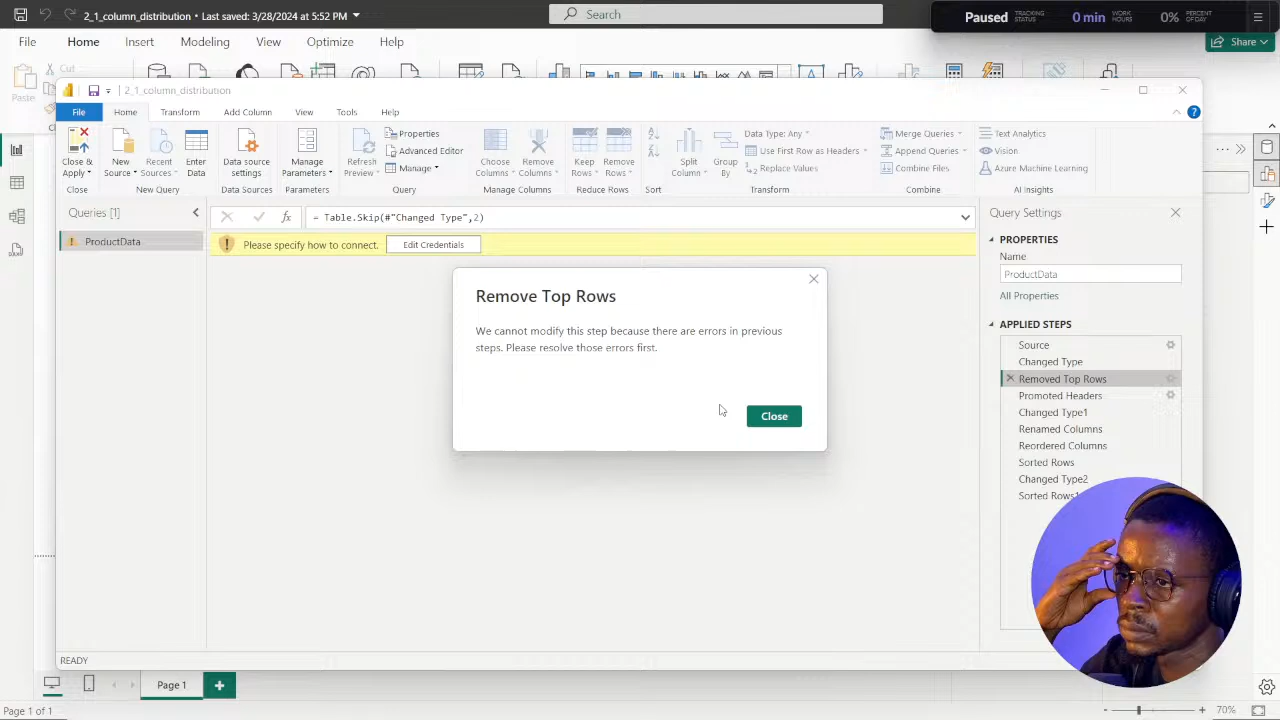 2_1_column_distribution • Last saved: 3/28/2024 at 3:52 PM
Search
Paused TRACKING STATUS 0 min WORK HOURS 0% PERCENT OF DAY
File Home Insert Modeling View Optimize Help
Share
Paste
2_1_column_distribution
File Home Transform Add Column View Tools Help
Close & Apply
New Source
Recent Sources
Enter Data
Data source settings
Manage Parameters
Refresh Preview
Properties
Advanced Editor
Manage
Choose Columns
Remove Columns
Keep Rows
Remove Rows
Split Column
Group By
Data Type: Any
Use First Row as Headers
Replace Values
Merge Queries
Append Queries
Combine Files
Text Analytics
Vision
Azure Machine Learning
Close New Query Data Sources Parameters Query Manage Columns Reduce Rows Sort Transform Combine AI Insights
Queries [1]
= Table.Skip(#"Changed Type",2)
Query Settings
ProductData
Please specify how to connect. Edit Credentials
PROPERTIES
Name
ProductData
All Properties
Remove Top Rows
We cannot modify this step because there are errors in previous
steps. Please resolve those errors first.
Close
APPLIED STEPS
Source
Changed Type
Removed Top Rows
Promoted Headers
Changed Type1
Renamed Columns
Reordered Columns
Sorted Rows
Changed Type2
Sorted Rows1
READY
Page 1
Page 1 of 1
70%